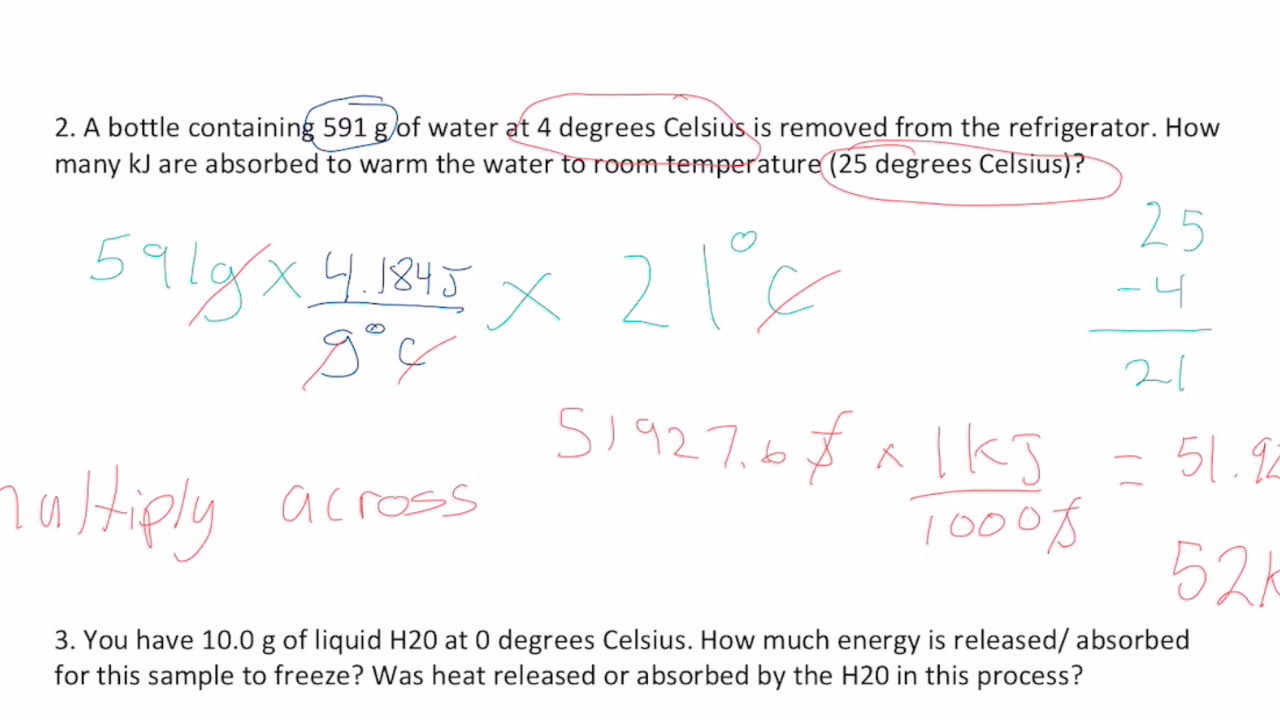 2. A bottle containing 591 g of water at 4 degrees Celsius is removed from the refrigerator. How
many kJ are absorbed to warm the water to room temperature (25 degrees Celsius)?
25
-4
21
591g x 4.184J / g°c x 21°c
51927.6 J x 1kJ / 1000 J = 51.92
multiply across
52k
3. You have 10.0 g of liquid H20 at 0 degrees Celsius. How much energy is released/ absorbed
for this sample to freeze? Was heat released or absorbed by the H20 in this process?